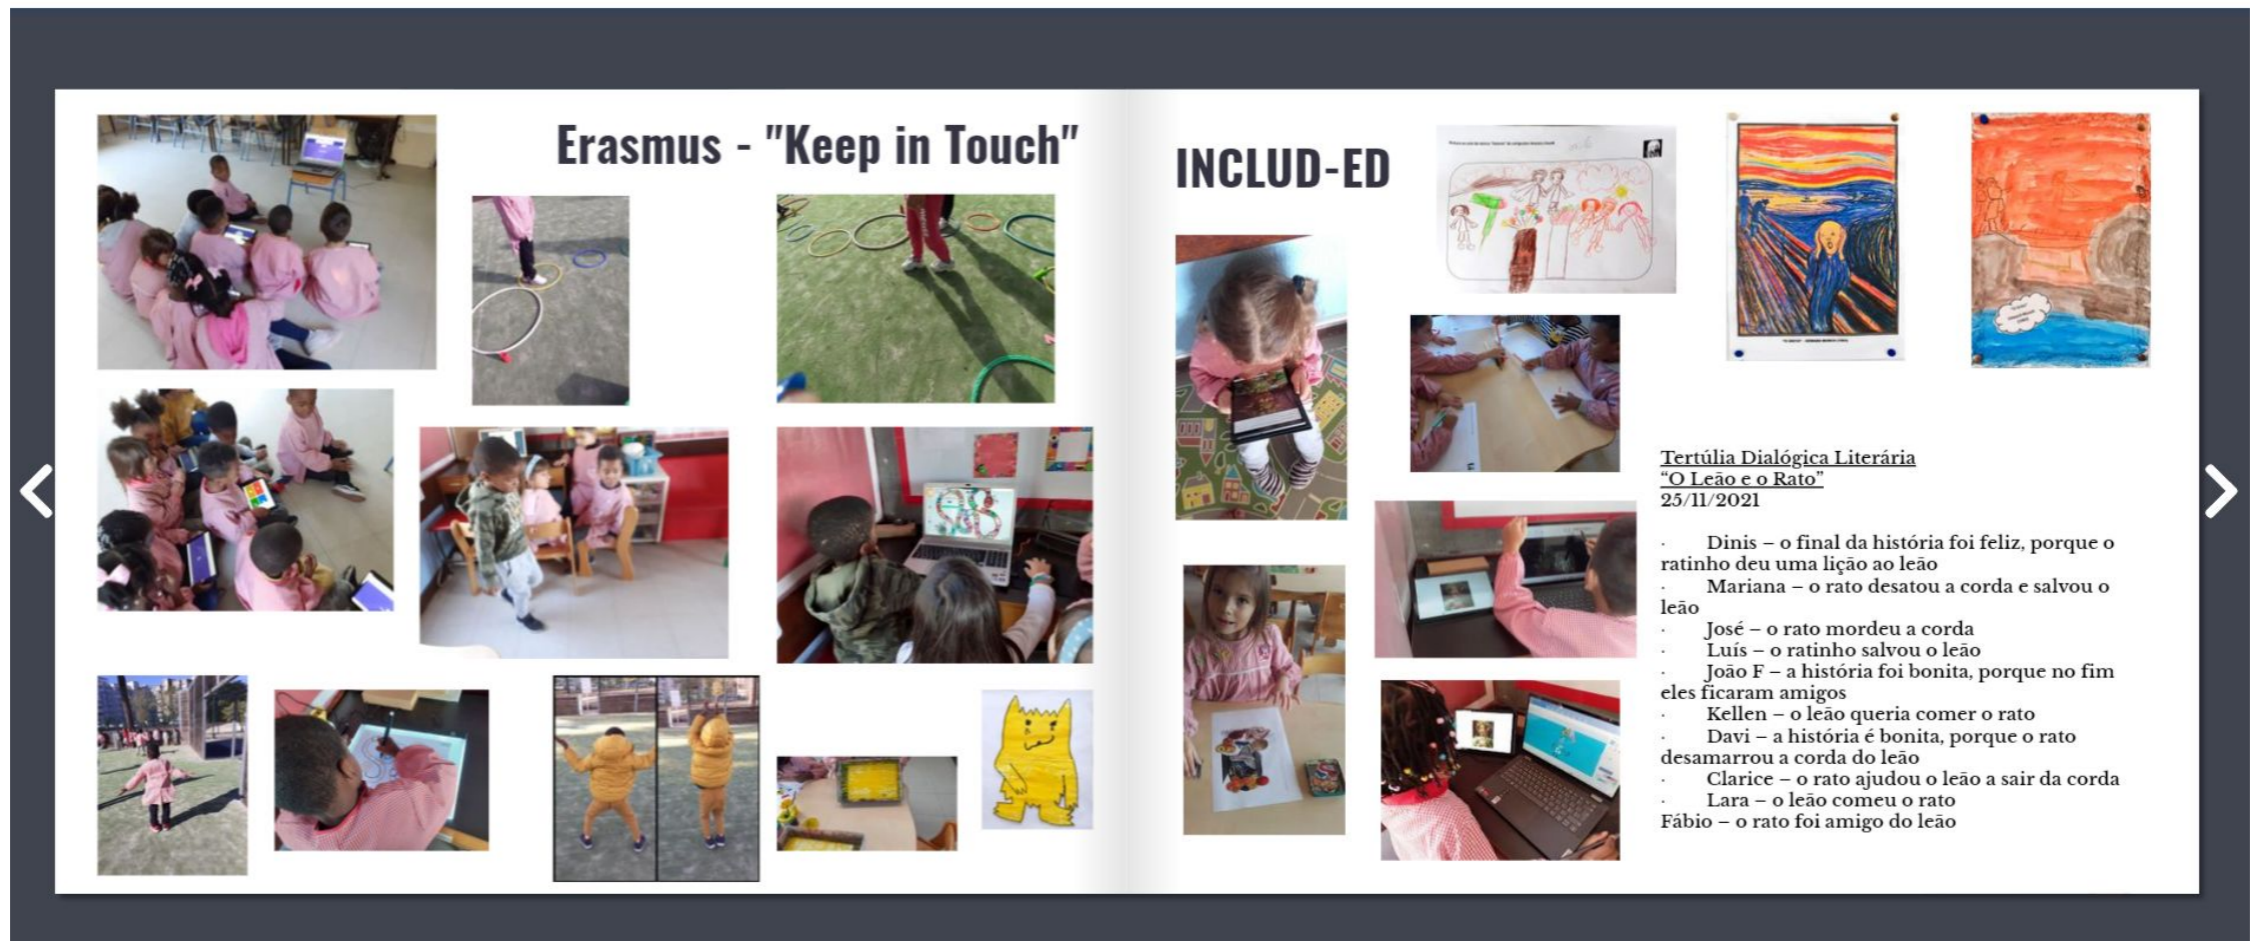 Erasmus - "Keep in Touch"
INCLUD-ED
Tertúlia Dialógica Literária
“O Leão e o Rato”
25/11/2021
· Dinis – o final da história foi feliz, porque o
ratinho deu uma lição ao leão
· Mariana – o rato desatou a corda e salvou o
leão
· José – o rato mordeu a corda
· Luís – o ratinho salvou o leão
· João F – a história foi bonita, porque no fim
eles ficaram amigos
· Kellen – o leão queria comer o rato
· Davi – a história é bonita, porque o rato
desamarrou a corda do leão
· Clarice – o rato ajudou o leão a sair da corda
· Lara – o leão comeu o rato
Fábio – o rato foi amigo do leão